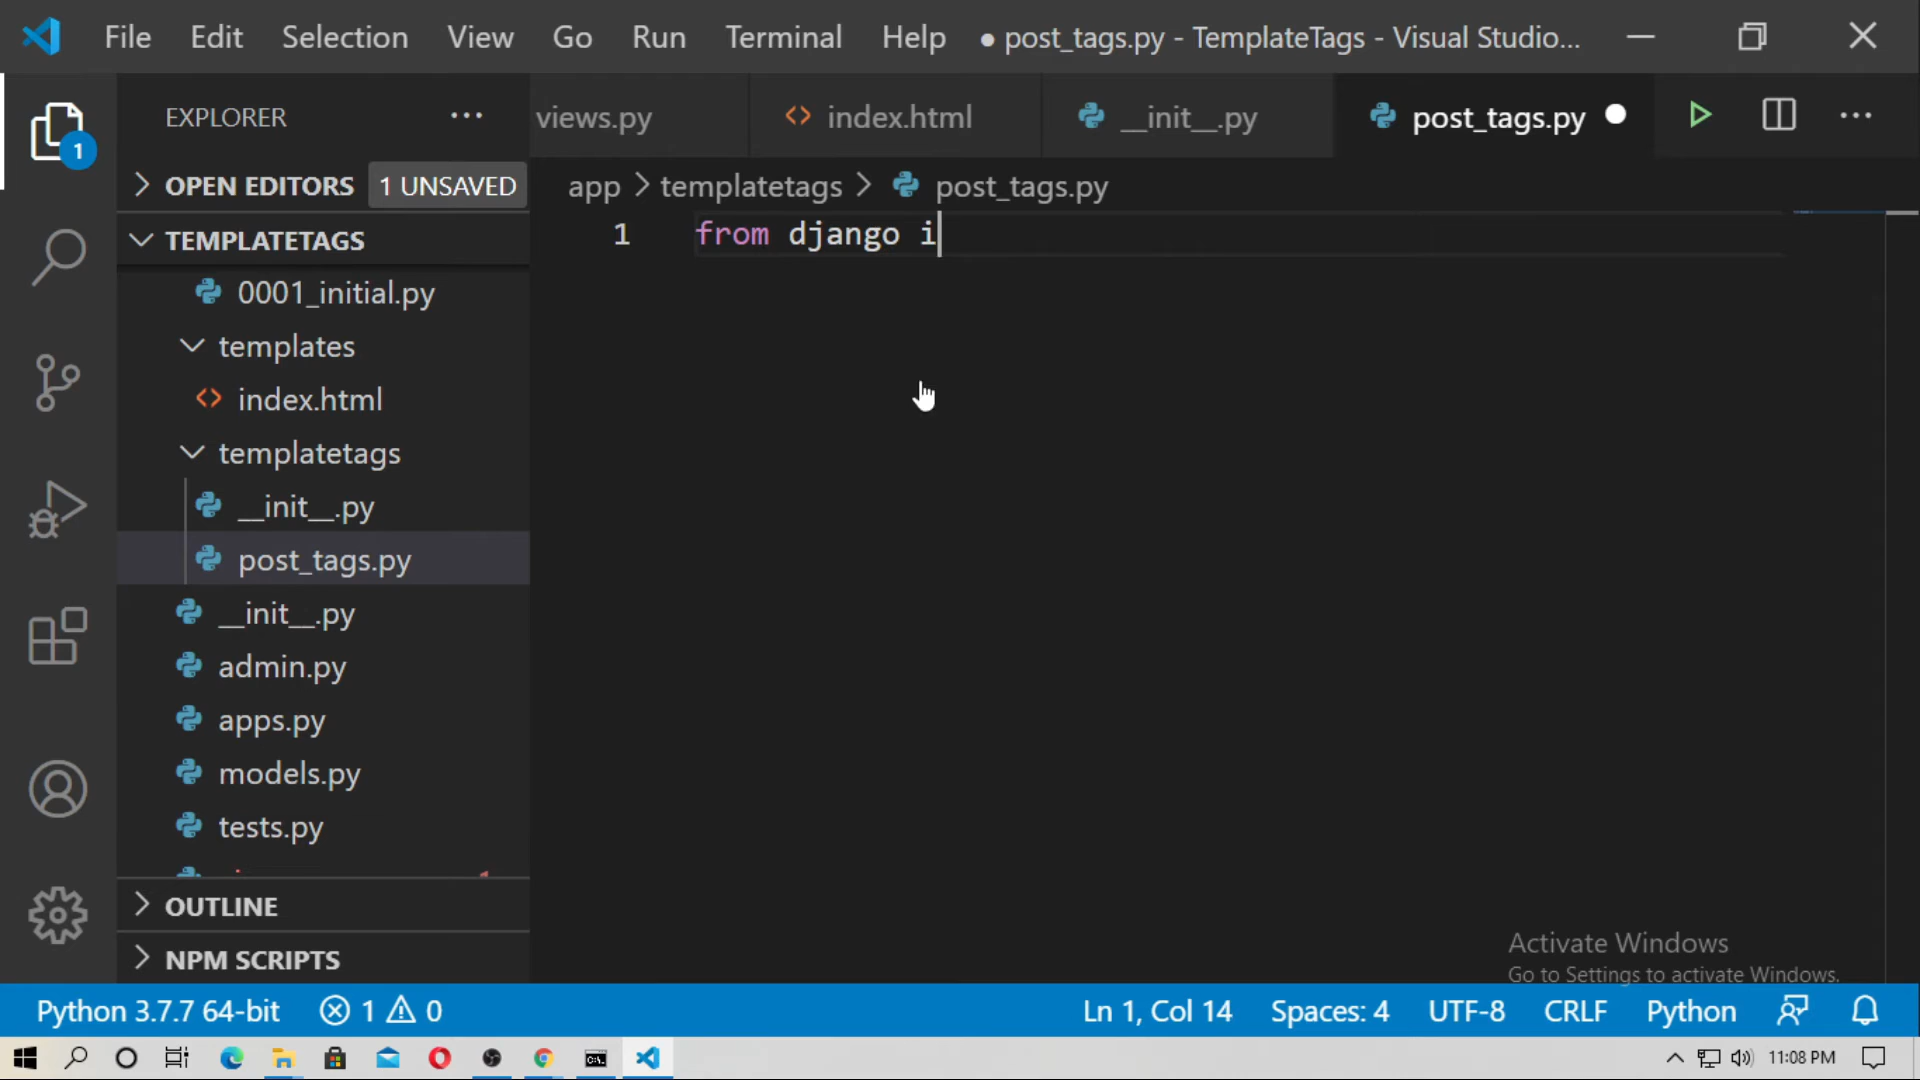 File Edit Selection View Go Run Terminal Help ● post_tags.py - TemplateTags - Visual Studio...
EXPLORER ...
views.py index.html __init__.py post_tags.py
1
OPEN EDITORS 1 UNSAVED
app > templatetags > post_tags.py
TEMPLATETAGS
1 from django i
0001_initial.py
templates
index.html
templatetags
__init__.py
post_tags.py
__init__.py
admin.py
apps.py
models.py
tests.py
OUTLINE
NPM SCRIPTS
Activate Windows
Go to Settings to activate Windows.
Python 3.7.7 64-bit 1 0 Ln 1, Col 14 Spaces: 4 UTF-8 CRLF Python
11:08 PM